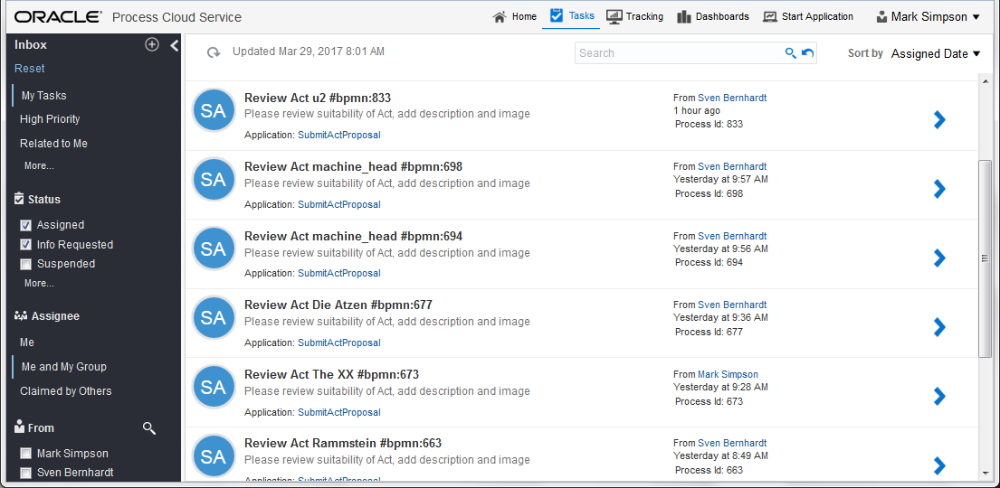 ORACLE® Process Cloud Service
Home Tasks Tracking Dashboards Start Application Mark Simpson
Inbox
Reset
My Tasks
High Priority
Related to Me
More...
Status
Assigned
Info Requested
Suspended
More...
Assignee
Me
Me and My Group
Claimed by Others
From
Mark Simpson
Sven Bernhardt
Updated Mar 29, 2017 8:01 AM
Search
Sort by Assigned Date
SA
Review Act u2 #bpmn:833
Please review suitability of Act, add description and image
Application: SubmitActProposal
From Sven Bernhardt
1 hour ago
Process Id: 833
SA
Review Act machine_head #bpmn:698
Please review suitability of Act, add description and image
Application: SubmitActProposal
From Sven Bernhardt
Yesterday at 9:57 AM
Process Id: 698
SA
Review Act machine_head #bpmn:694
Please review suitability of Act, add description and image
Application: SubmitActProposal
From Sven Bernhardt
Yesterday at 9:56 AM
Process Id: 694
SA
Review Act Die Atzen #bpmn:677
Please review suitability of Act, add description and image
Application: SubmitActProposal
From Sven Bernhardt
Yesterday at 9:36 AM
Process Id: 677
SA
Review Act The XX #bpmn:673
Please review suitability of Act, add description and image
Application: SubmitActProposal
From Mark Simpson
Yesterday at 9:28 AM
Process Id: 673
SA
Review Act Rammstein #bpmn:663
Please review suitability of Act, add description and image
Application: SubmitActProposal
From Sven Bernhardt
Yesterday at 8:49 AM
Process Id: 663